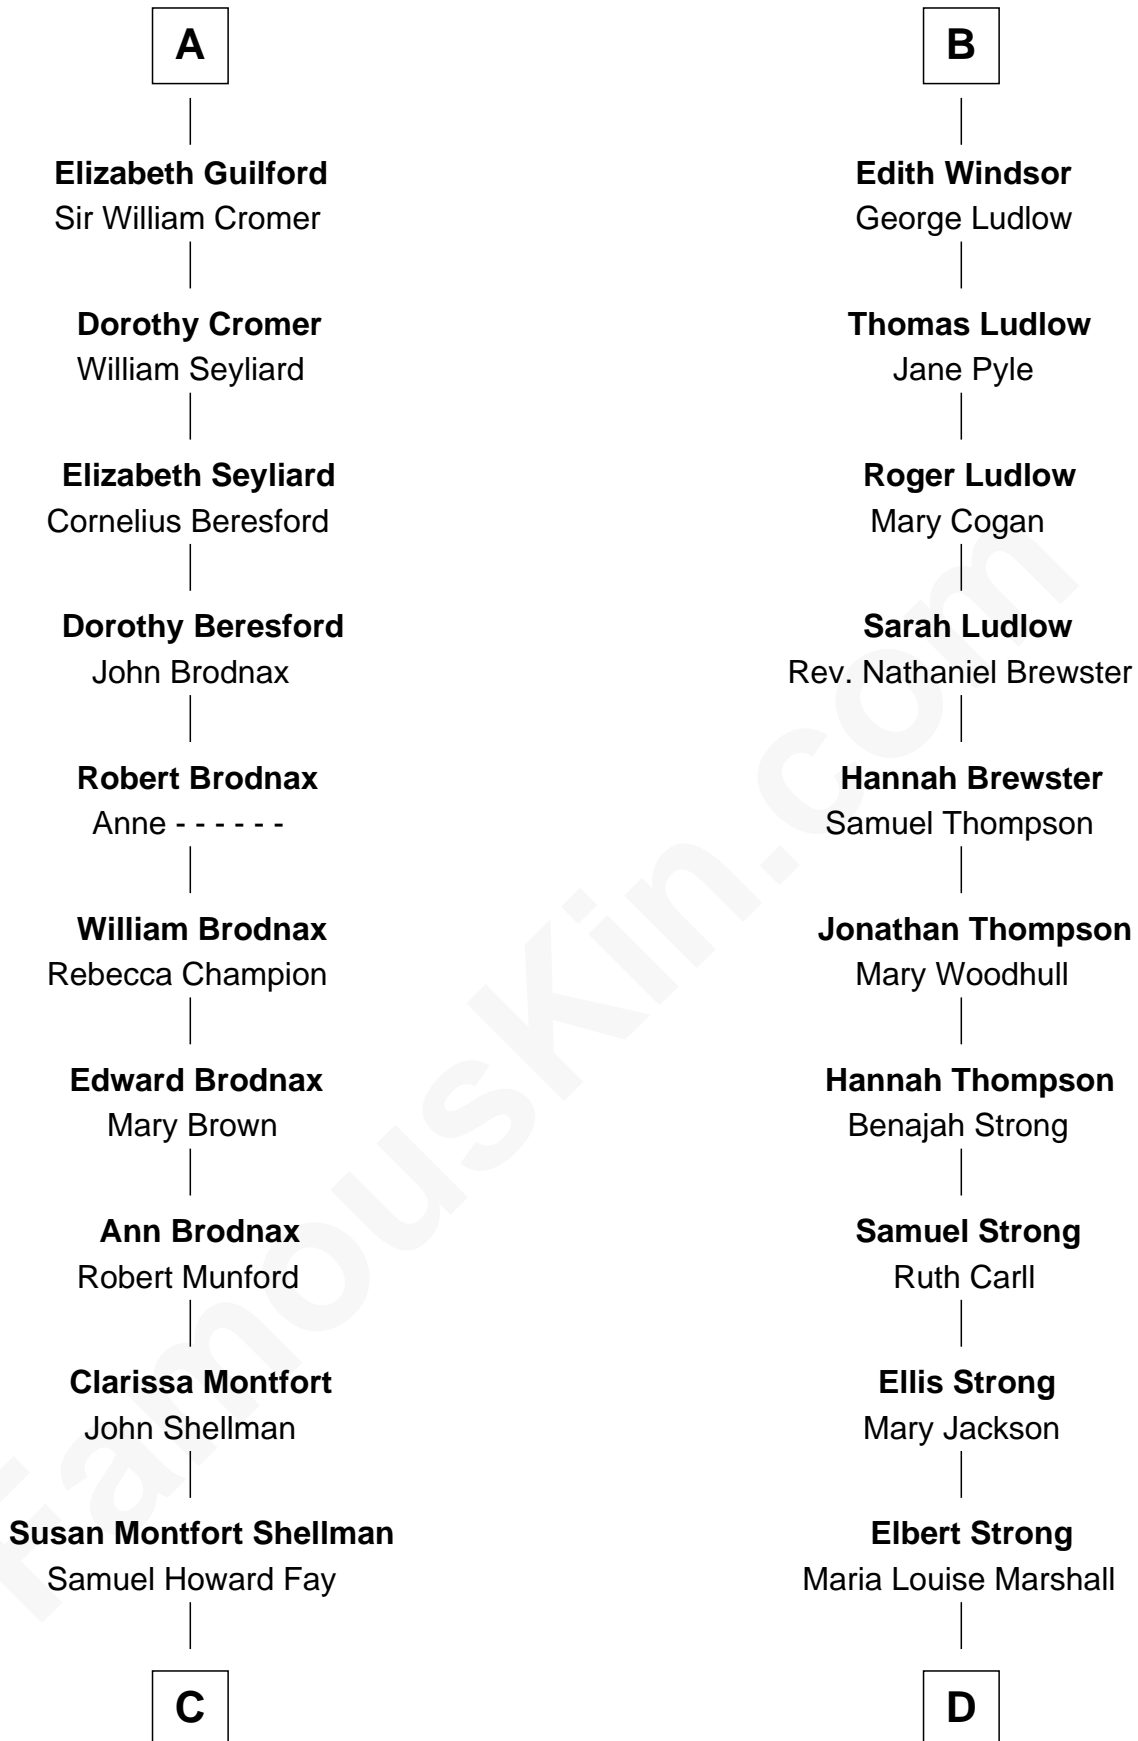 A
Elizabeth Guilford
Sir William Cromer
Dorothy Cromer
William Seyliard
Elizabeth Seyliard
Cornelius Beresford
Dorothy Beresford
John Brodnax
Robert Brodnax
Anne - - - - - -
William Brodnax
Rebecca Champion
Edward Brodnax
Mary Brown
Ann Brodnax
Robert Munford
Clarissa Montfort
John Shellman
Susan Montfort Shellman
Samuel Howard Fay
C
B
Edith Windsor
George Ludlow
Thomas Ludlow
Jane Pyle
Roger Ludlow
Mary Cogan
Sarah Ludlow
Rev. Nathaniel Brewster
Hannah Brewster
Samuel Thompson
Jonathan Thompson
Mary Woodhull
Hannah Thompson
Benajah Strong
Samuel Strong
Ruth Carll
Ellis Strong
Mary Jackson
Elbert Strong
Maria Louise Marshall
D
FamousKin.com